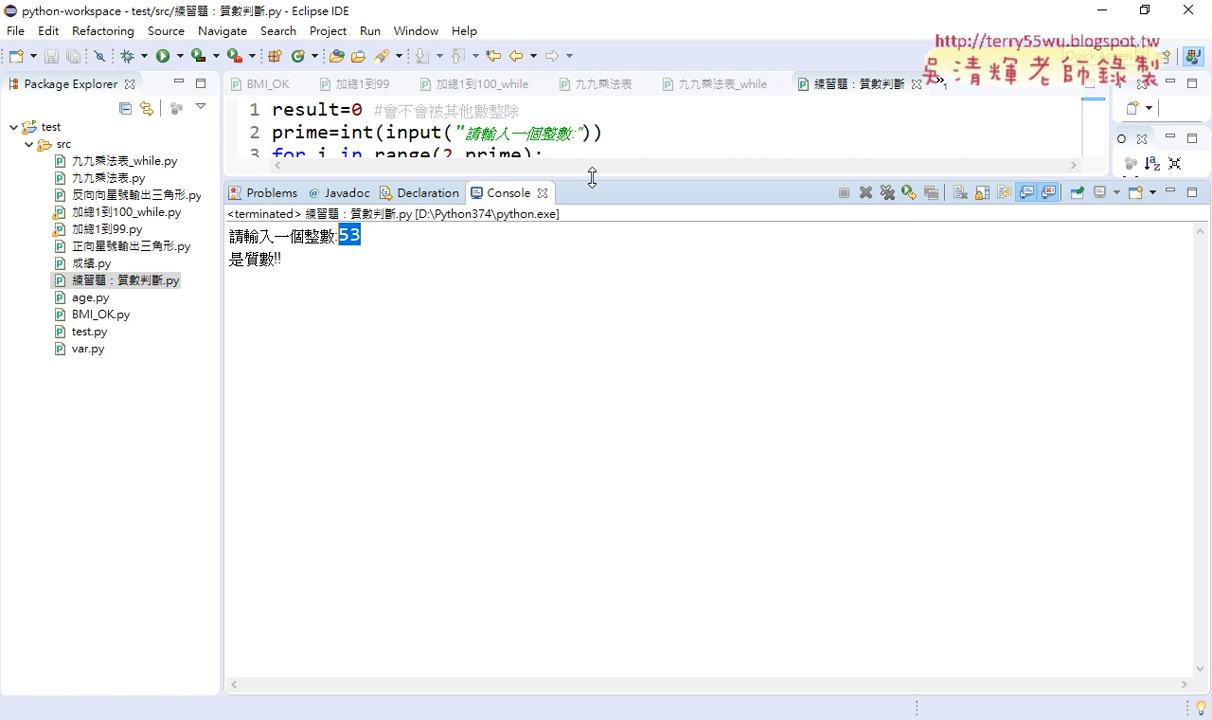 python-workspace - test/src/練習題：質數判斷.py - Eclipse IDE
File Edit Refactoring Source Navigate Search Project Run Window Help
http://terry55wu.blogspot.tw
吳清輝老師錄製
Quick Access
Package Explorer
BMI_OK 加總1到99 加總1到100_while 九九乘法表 九九乘法表_while 練習題：質數判斷
1 result=0 #會不會被其他數整除
2 prime=int(input("請輸入一個整數:"))
3 for i in range(2,prime):
test
src
九九乘法表_while.py
九九乘法表.py
反向向星號輸出三角形.py
加總1到100_while.py
加總1到99.py
正向星號輸出三角形.py
成績.py
練習題：質數判斷.py
age.py
BMI_OK.py
test.py
var.py
Problems @ Javadoc Declaration Console
<terminated> 練習題：質數判斷.py [D:\Python374\python.exe]
請輸入一個整數:53
是質數!!